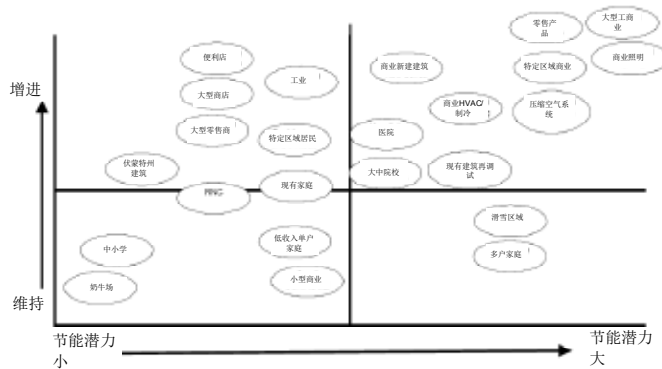 零售产
品
大型工商
业
便利店
商业新建建筑
特定区域商业
商业照明
工业
增进
大型商店
商业HVAC/
制冷
压缩空气系
统
大型零售商
特定区域居民
医院
伏蒙特州
建筑
大中院校
现有建筑再调
试
现有家庭
PING
滑雪区域
低收入单户
家庭
中小学
多户家庭
小型商业
奶牛场
维持
节能潜力
小
节能潜力
大